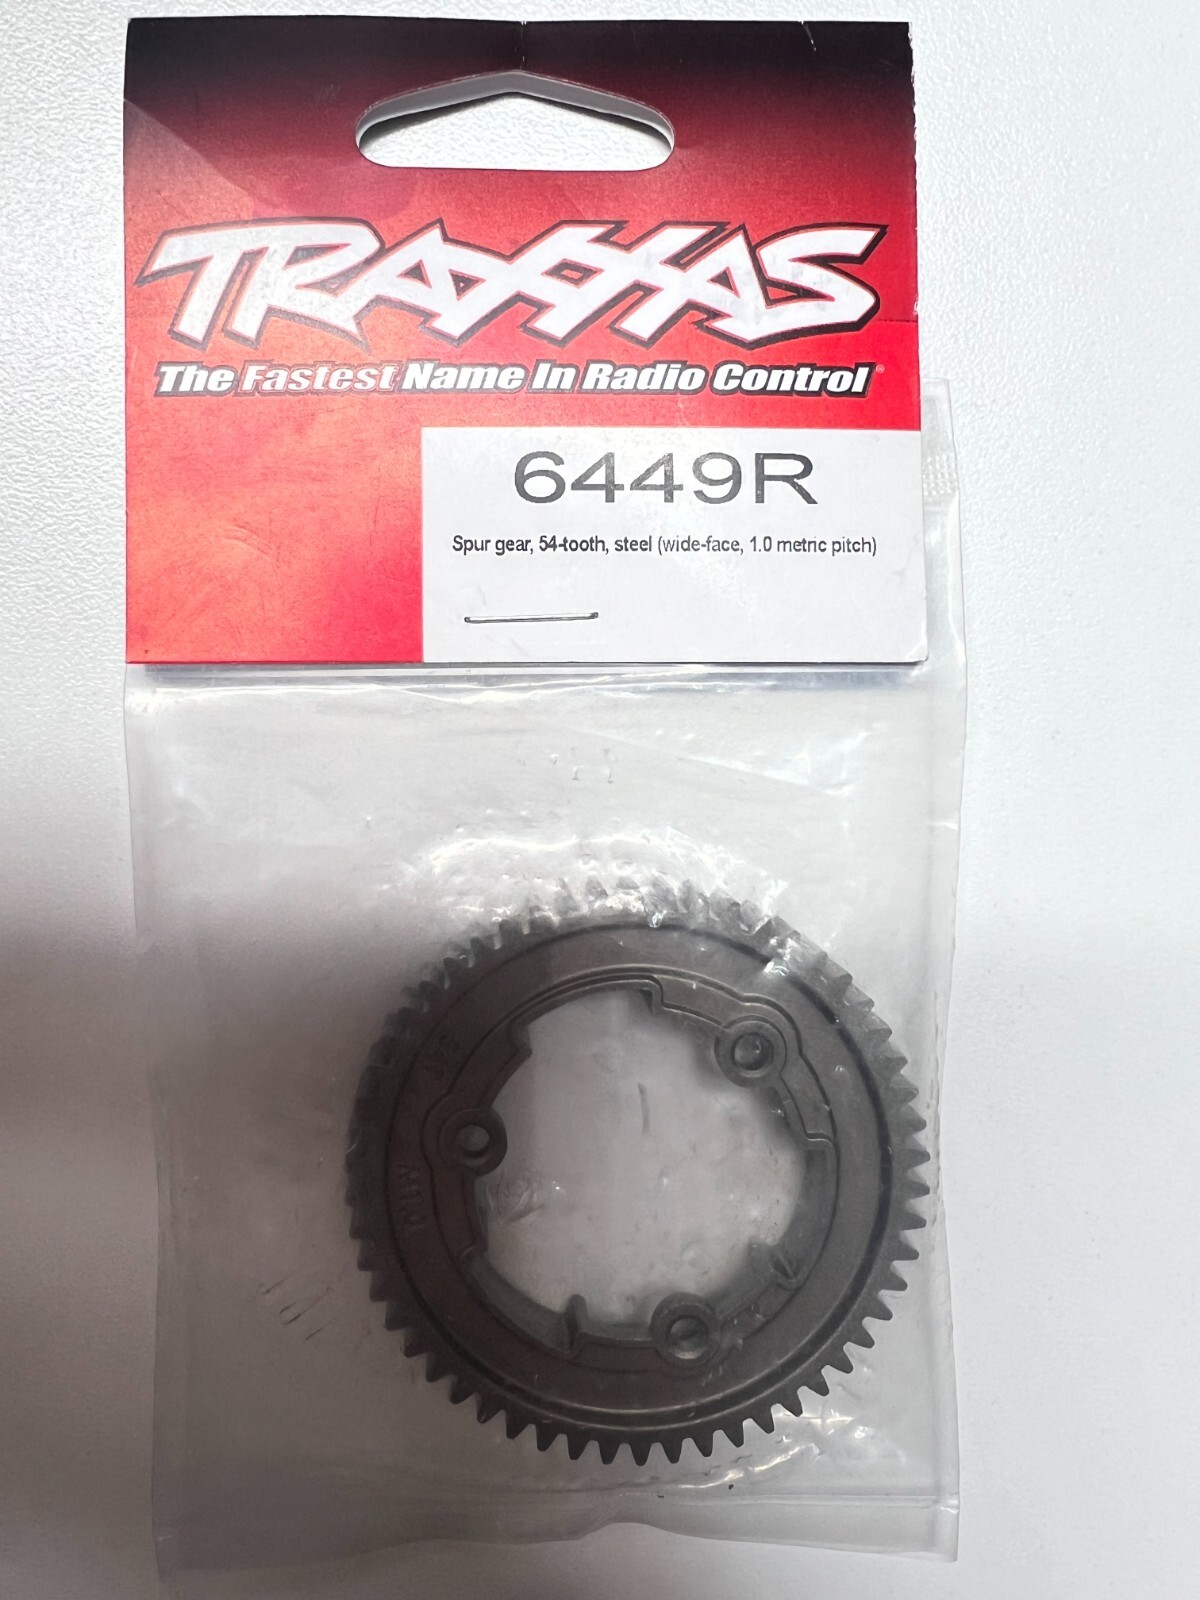 TRAXXAS
The Fastest Name In Radio Control
6449R
Spur gear, 54-tooth, steel (wide-face, 1.0 metric pitch)
54T